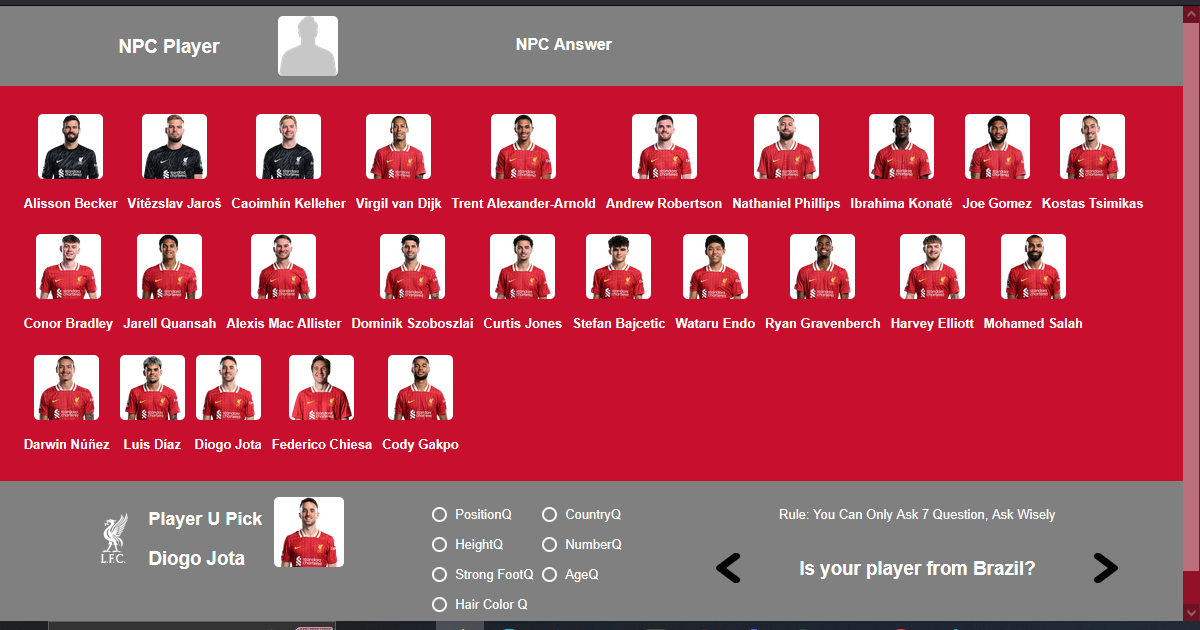 NPC Player
NPC Answer
Alisson Becker Vítězslav Jaroš Caoimhín Kelleher Virgil van Dijk Trent Alexander-Arnold Andrew Robertson Nathaniel Phillips Ibrahima Konaté Joe Gomez Kostas Tsimikas
Conor Bradley Jarell Quansah Alexis Mac Allister Dominik Szoboszlai Curtis Jones Stefan Bajcetic Wataru Endo Ryan Gravenberch Harvey Elliott Mohamed Salah
Darwin Núñez Luis Díaz Diogo Jota Federico Chiesa Cody Gakpo
L.F.C.
Player U Pick
Diogo Jota
PositionQ CountryQ
HeightQ NumberQ
Strong FootQ AgeQ
Hair Color Q
Rule: You Can Only Ask 7 Question, Ask Wisely
Is your player from Brazil?